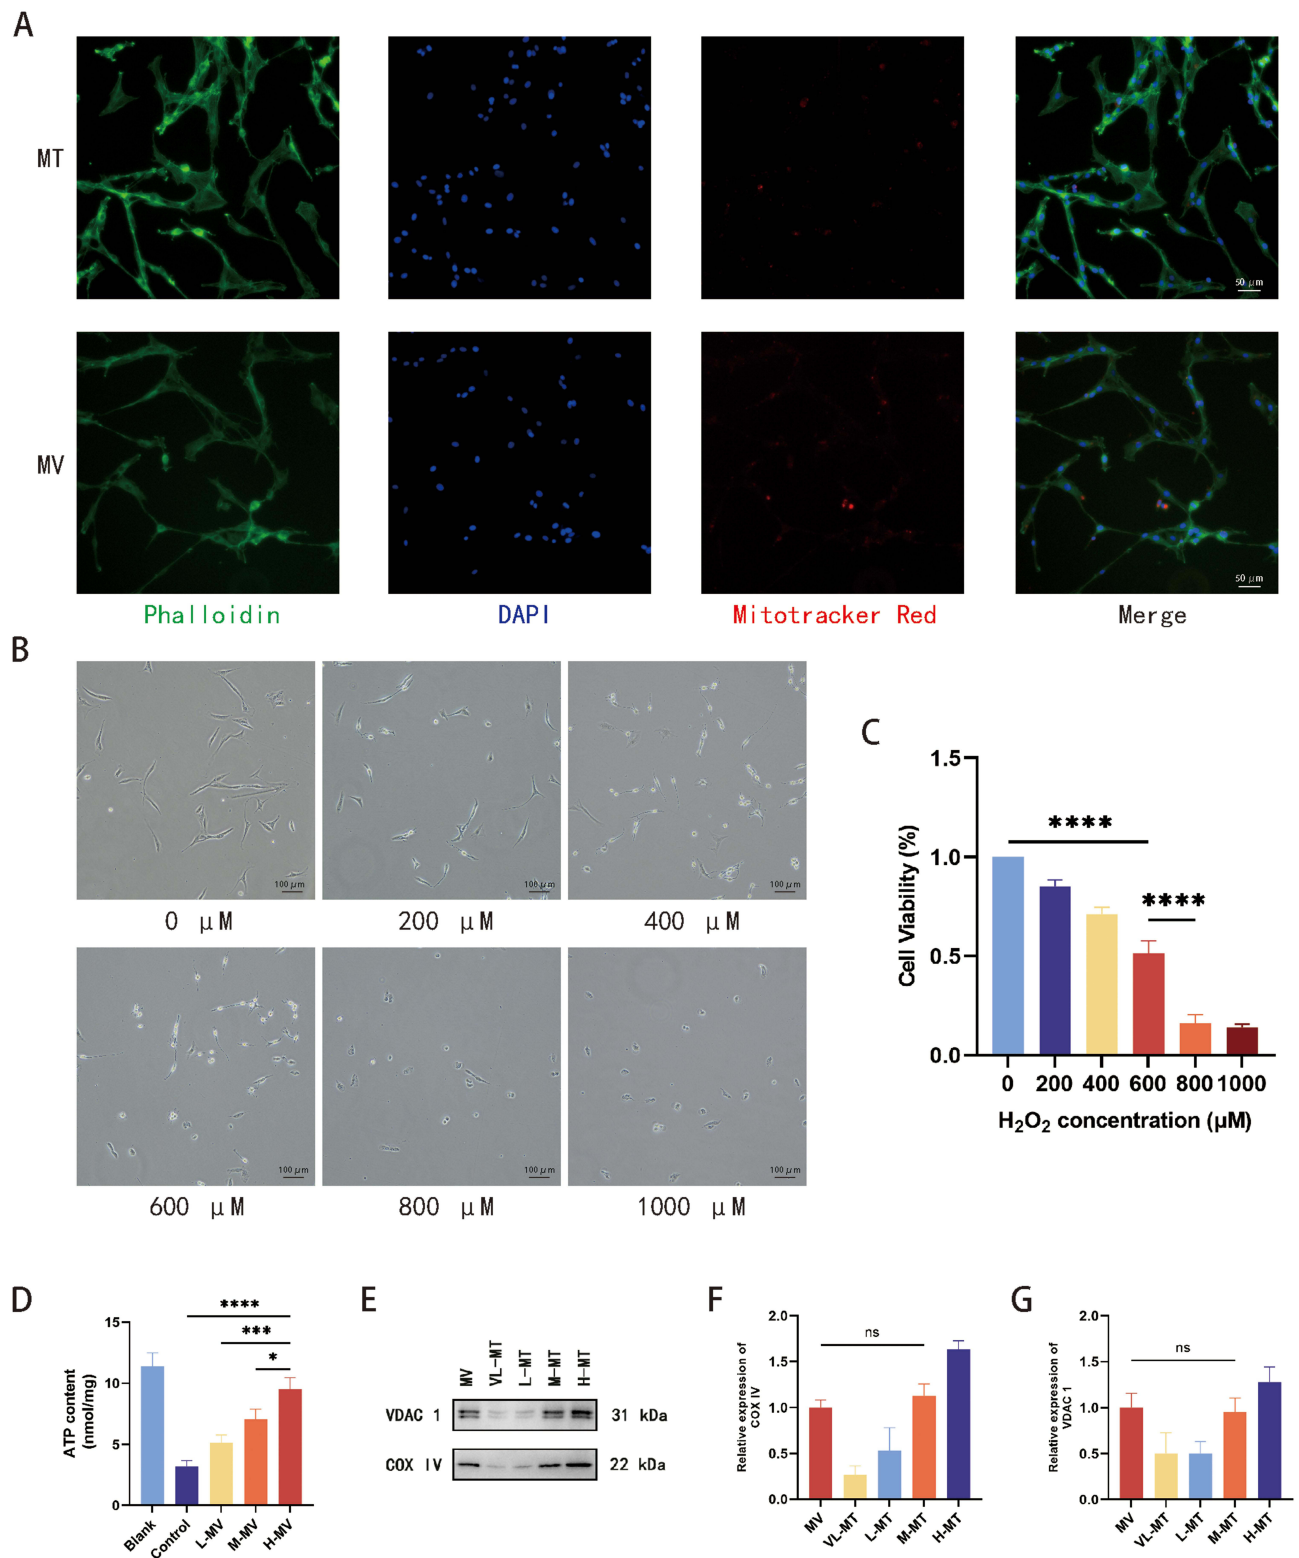 A
MT
50 μm
MV
50 μm
Phalloidin DAPI Mitotracker Red Merge
B
100 μm 100 μm 100 μm
0 μM 200 μM 400 μM
100 μm 100 μm 100 μm
600 μM 800 μM 1000 μM
C
Cell Viability (%)
1.5
1.0
0.5
0.0
****
****
0 200 400 600 800 1000
H₂O₂ concentration (μM)
D
ATP content
(nmol/mg)
15
10
5
0
****
***
*
Blank Control L-MV M-MV H-MV
E
MV VL-MT L-MT M-MT H-MT
VDAC 1 31 kDa
COX IV 22 kDa
F
Relative expression of
COX IV
2.0
1.5
1.0
0.5
0.0
ns
MV VL-MT L-MT M-MT H-MT
G
Relative expression of
VDAC 1
2.0
1.5
1.0
0.5
0.0
ns
MV VL-MT L-MT M-MT H-MT